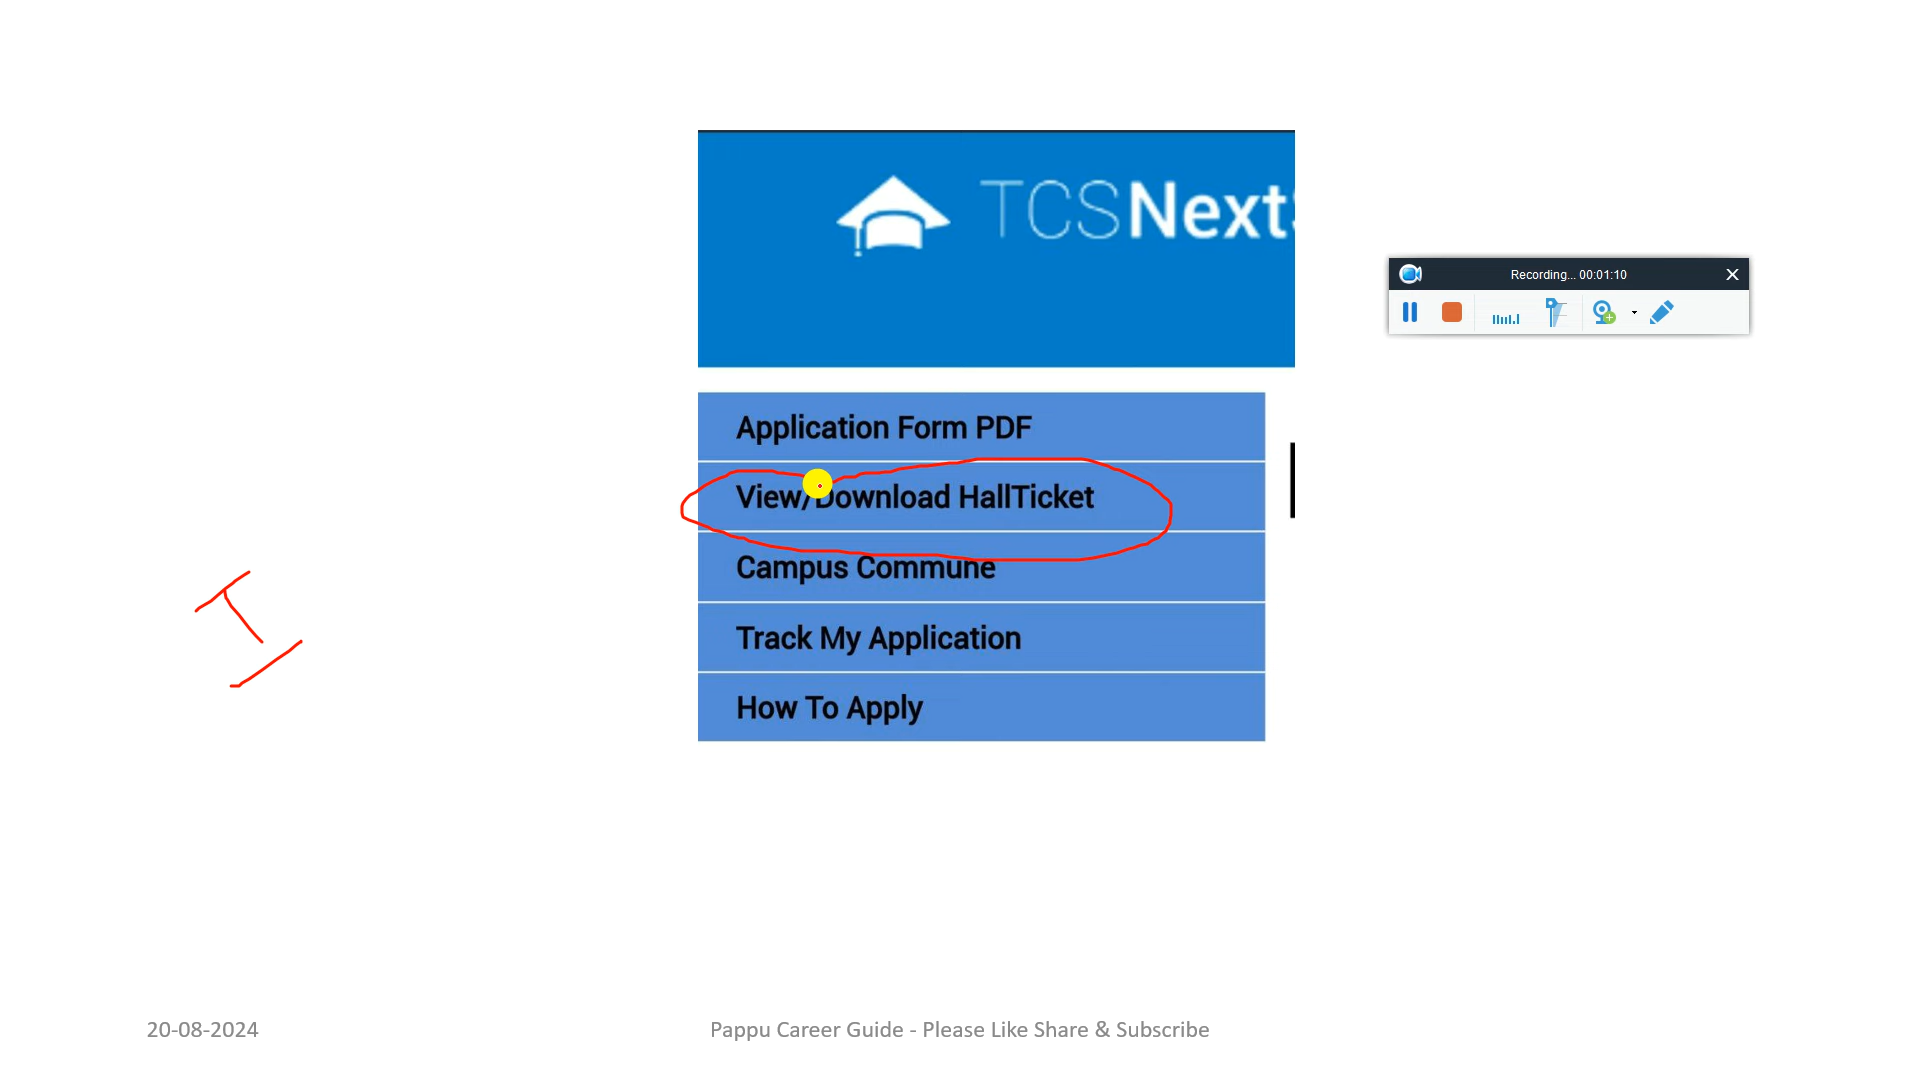 TCSNext
Recording... 00:01:10
Application Form PDF
View/Download HallTicket
Campus Commune
Track My Application
How To Apply
I
20-08-2024
Pappu Career Guide - Please Like Share & Subscribe